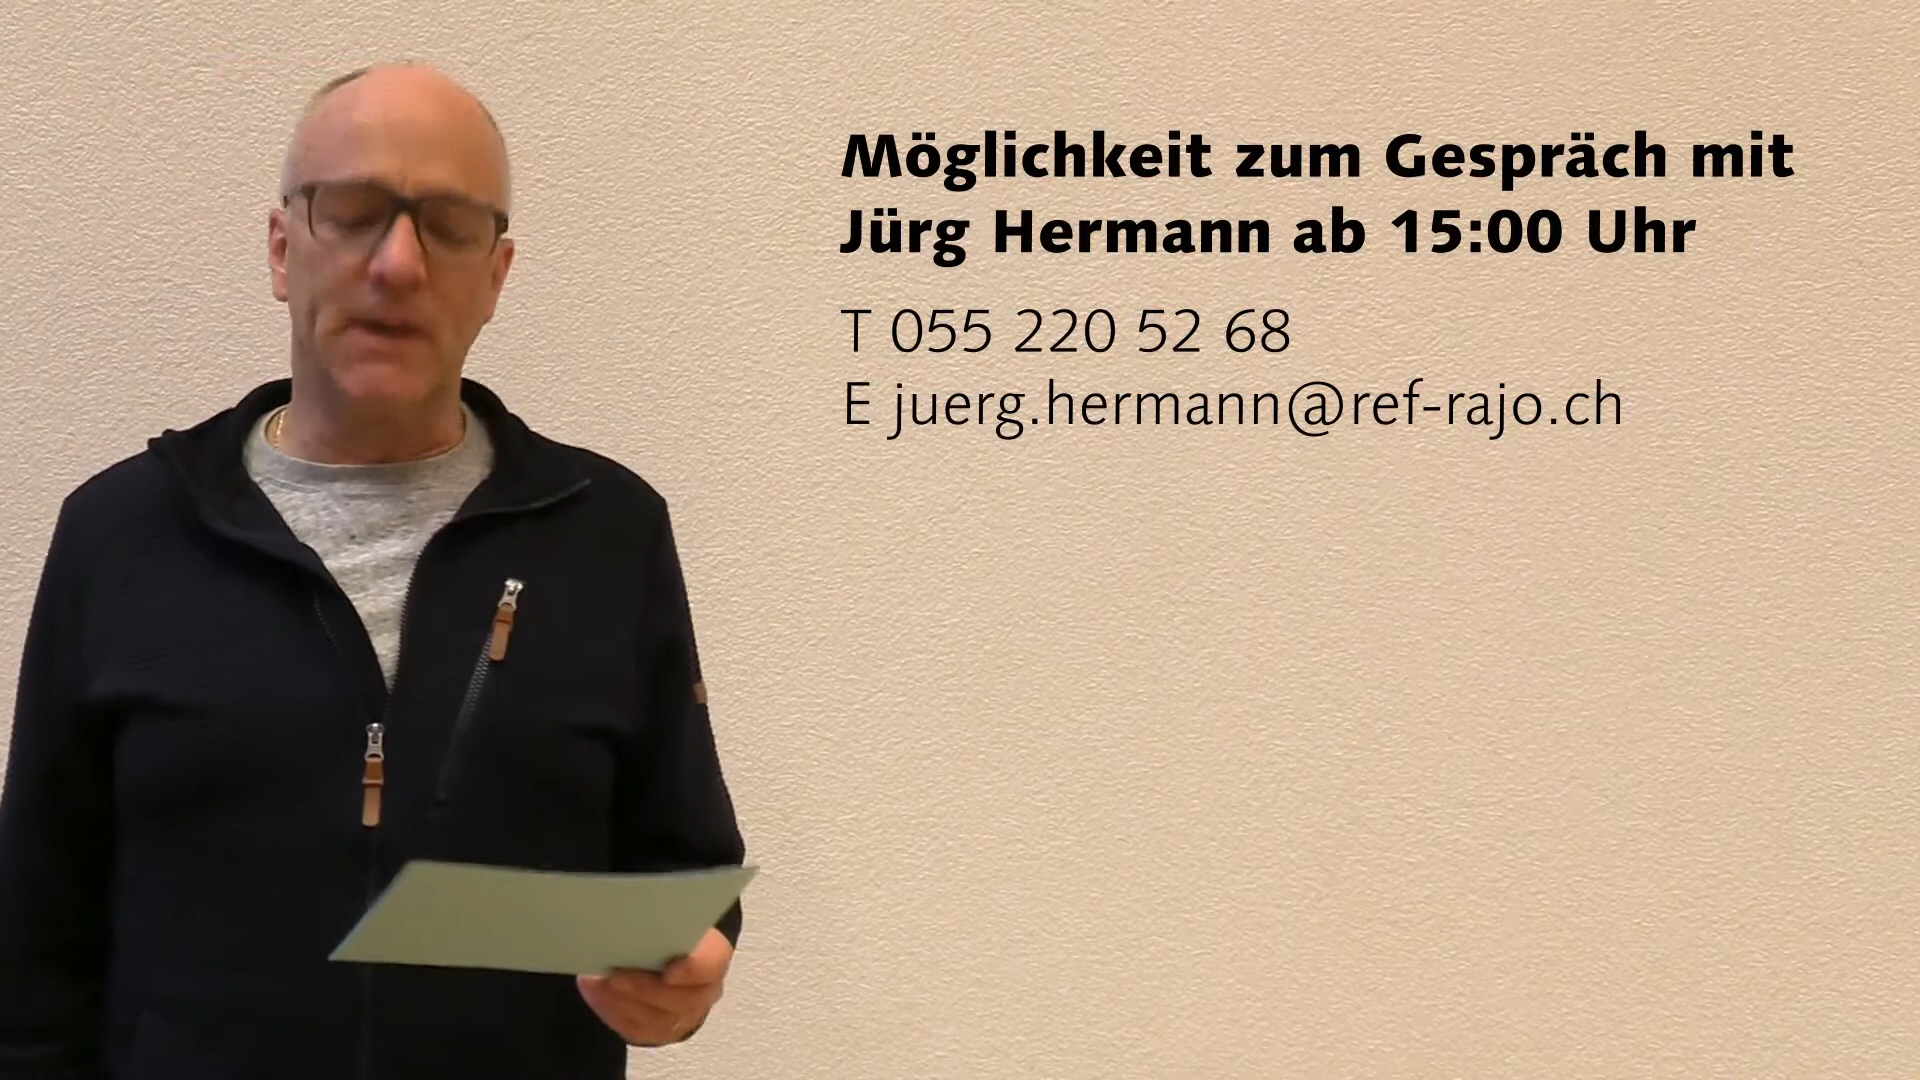 Möglichkeit zum Gespräch mit
Jürg Hermann ab 15:00 Uhr
T 055 220 52 68
E juerg.hermann@ref-rajo.ch